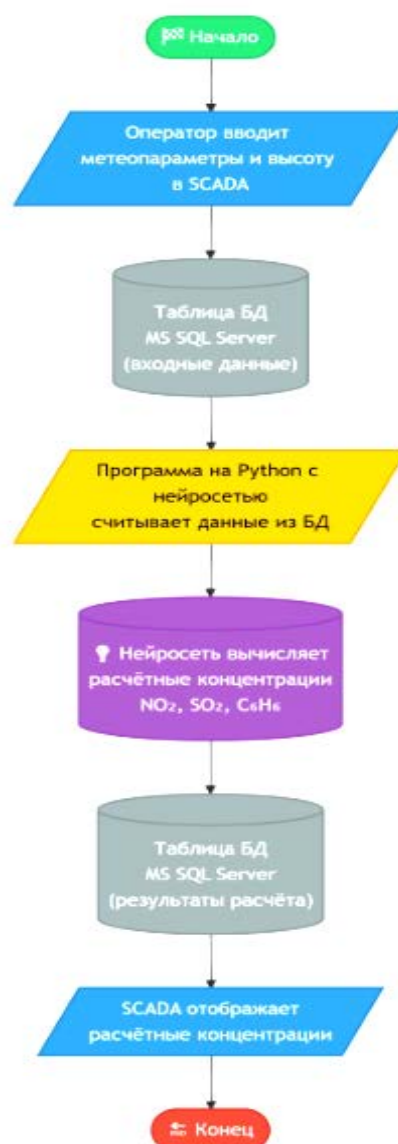 🏁 Начало
Оператор вводит
метеопараметры и высоту
в SCADA
Таблица БД
MS SQL Server
(входные данные)
Программа на Python с
нейросетью
считывает данные из БД
💡 Нейросеть вычисляет
расчётные концентрации
NO₂, SO₂, C₆H₆
Таблица БД
MS SQL Server
(результаты расчёта)
SCADA отображает
расчётные концентрации
🔚 Конец